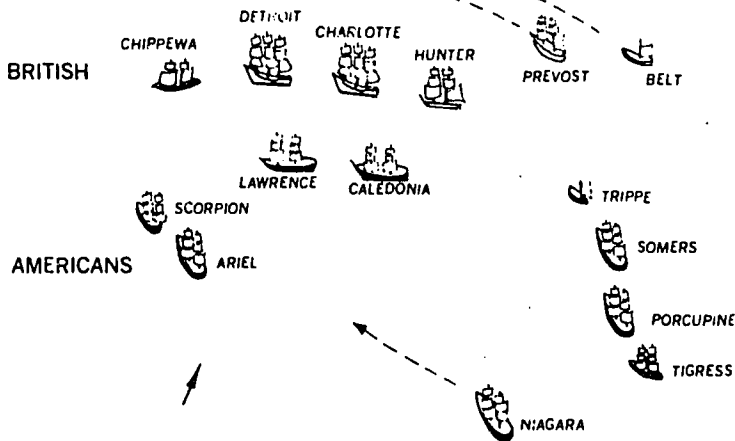 DETROIT
CHIPPEWA
CHARLOTTE
HUNTER
BRITISH
PREVOST
BELT
LAWRENCE
CALEDONIA
TRIPPE
SCORPION
SOMERS
AMERICANS
ARIEL
PORCUPINE
TIGRESS
NIAGARA